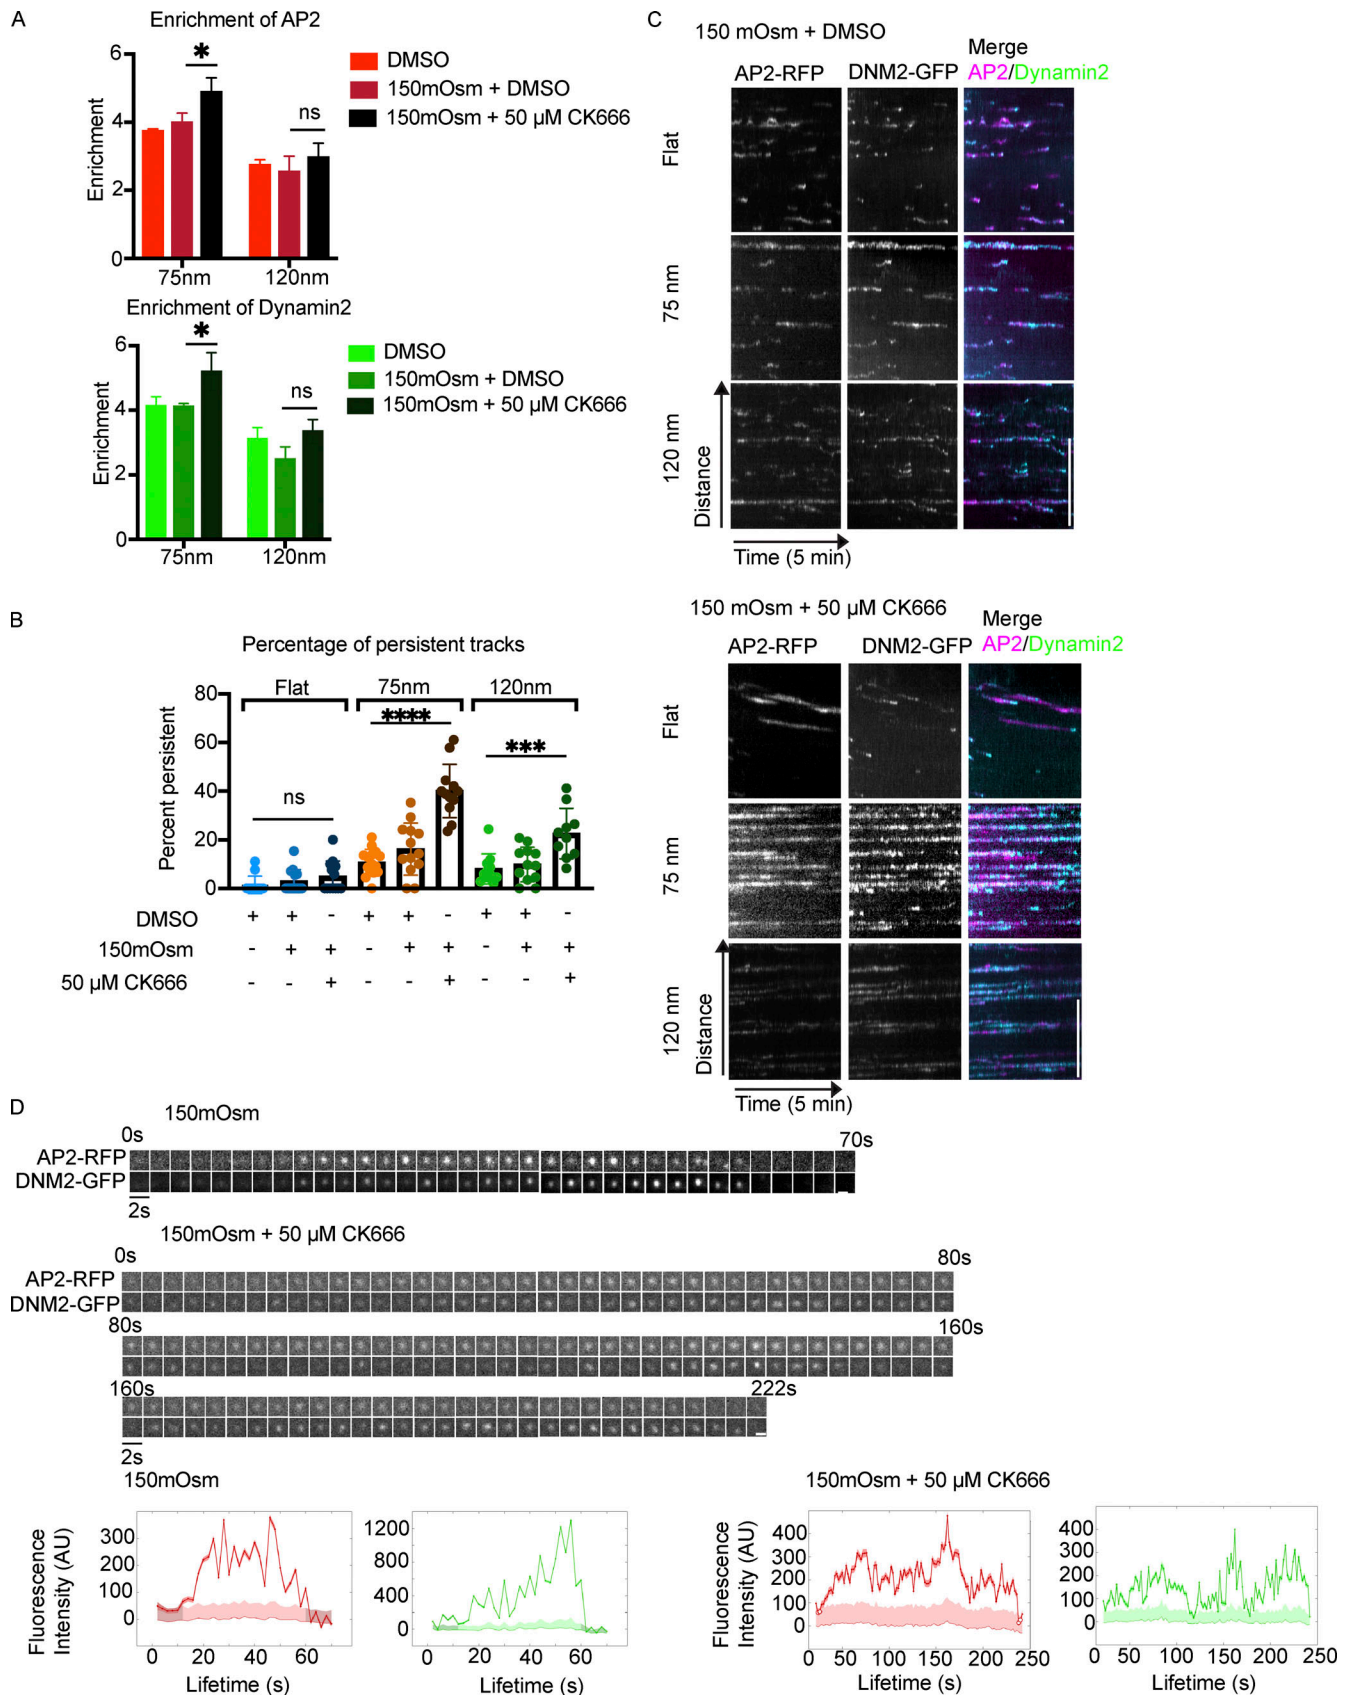 A
Enrichment of AP2
6
4
2
0
Enrichment
*
ns
75nm
120nm
DMSO
150mOsm + DMSO
150mOsm + 50 µM CK666
Enrichment of Dynamin2
6
4
2
0
Enrichment
*
ns
75nm
120nm
DMSO
150mOsm + DMSO
150mOsm + 50 µM CK666
B
Percentage of persistent tracks
80
60
40
20
0
Percent persistent
Flat
75nm
120nm
ns
****
***
DMSO + + - + + - + + -
150mOsm - + + - + + - + +
50 µM CK666 - - + - - + - - +
C
150 mOsm + DMSO
AP2-RFP
DNM2-GFP
Merge
AP2/Dynamin2
Flat
75 nm
120 nm
Distance
Time (5 min)
150 mOsm + 50 µM CK666
AP2-RFP
DNM2-GFP
Merge
AP2/Dynamin2
Flat
75 nm
120 nm
Distance
Time (5 min)
D
150mOsm
0s
70s
AP2-RFP
DNM2-GFP
2s
150mOsm + 50 µM CK666
0s
80s
AP2-RFP
DNM2-GFP
80s
160s
160s
222s
2s
150mOsm
Fluorescence
Intensity (AU)
300
200
100
0
0 20 40 60
Lifetime (s)
1200
800
400
0
0 20 40 60
Lifetime (s)
150mOsm + 50 µM CK666
Fluorescence
Intensity (AU)
400
300
200
100
0
0 50 100 150 200 250
Lifetime (s)
400
300
200
100
0
0 50 100 150 200 250
Lifetime (s)